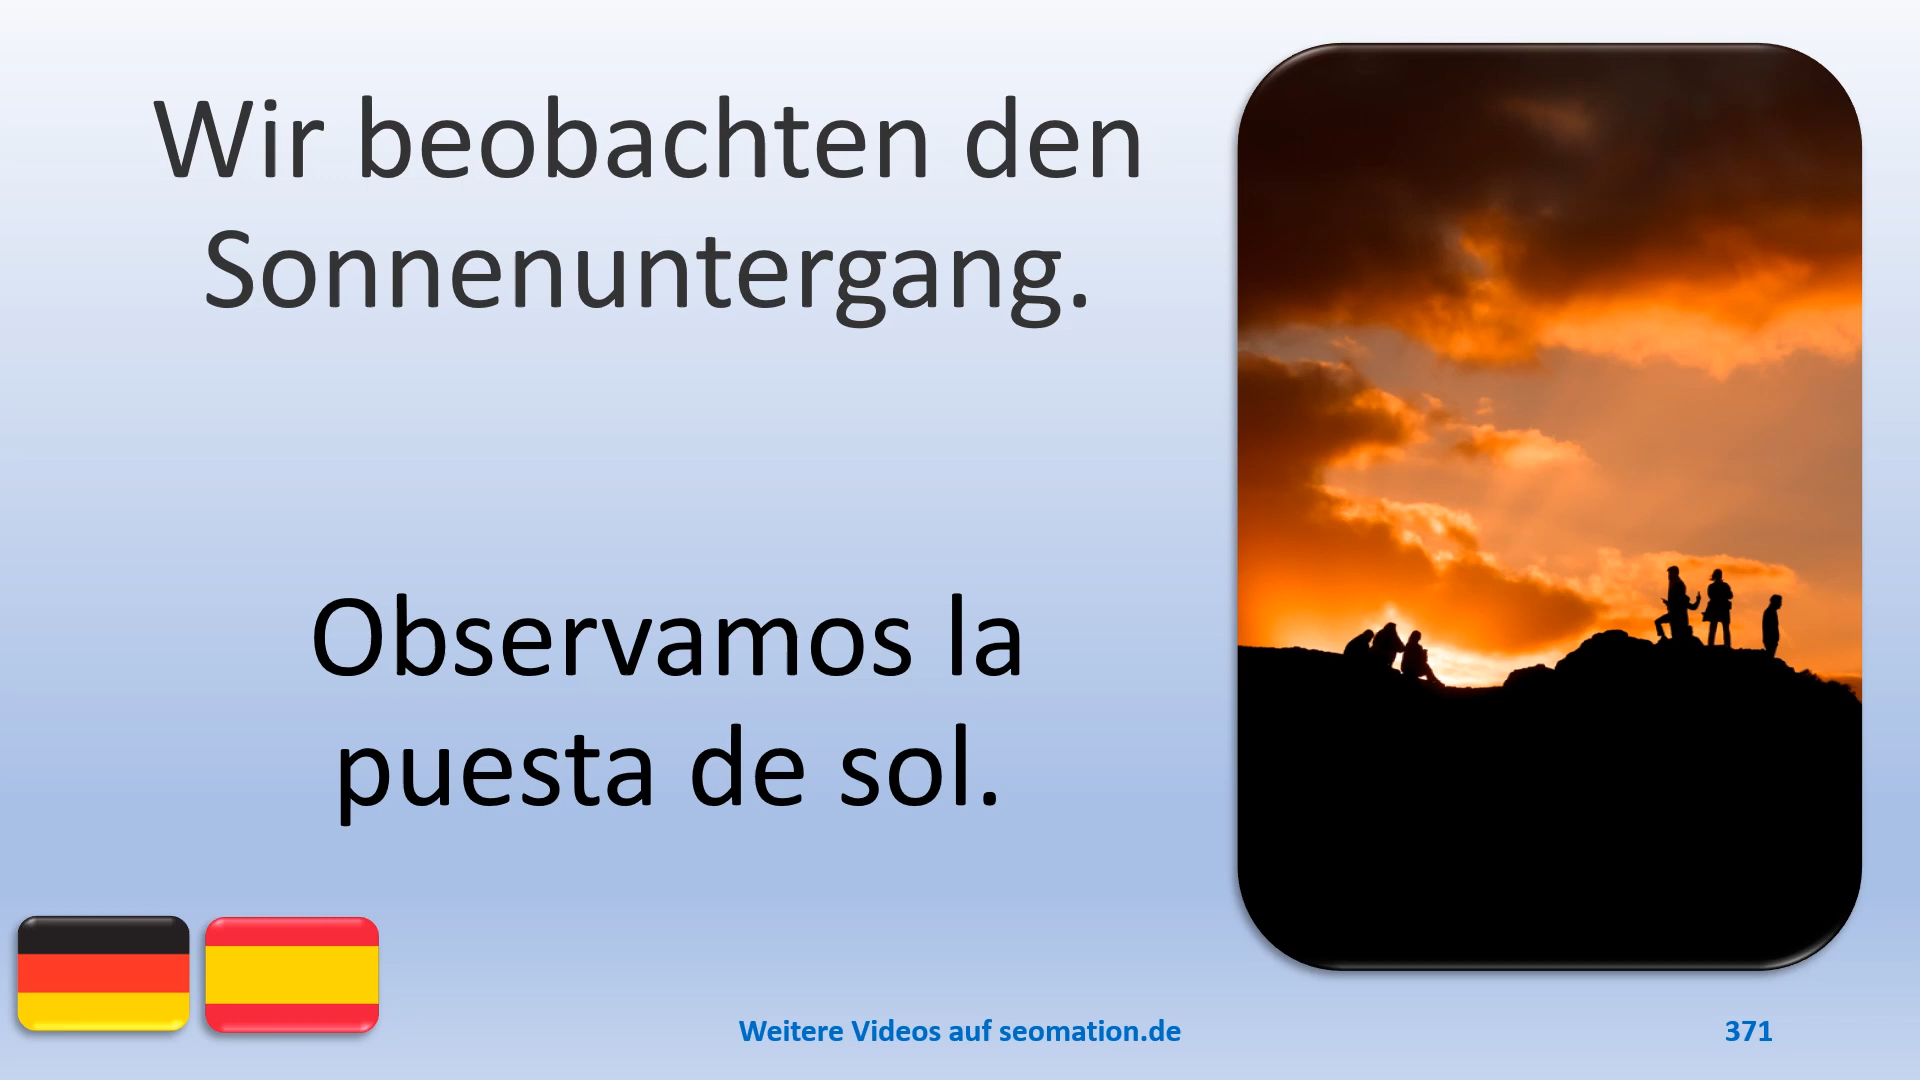 Wir beobachten den
Sonnenuntergang.
Observamos la
puesta de sol.
Weitere Videos auf seomation.de
371